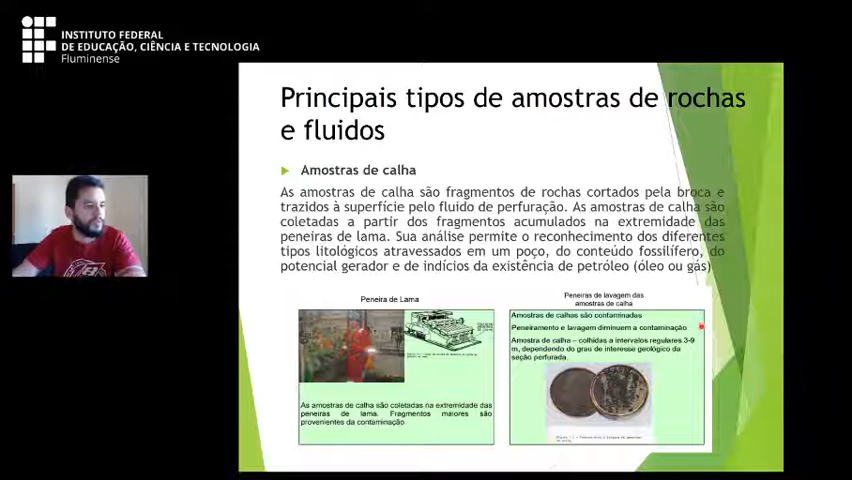 INSTITUTO FEDERAL
DE EDUCAÇÃO, CIÊNCIA E TECNOLOGIA
Fluminense
Principais tipos de amostras de rochas
e fluidos
Amostras de calha
As amostras de calha são fragmentos de rochas cortados pela broca e
trazidos à superfície pelo fluido de perfuração. As amostras de calha são
coletadas a partir dos fragmentos acumulados na extremidade das
peneiras de lama. Sua análise permite o reconhecimento dos diferentes
tipos litológicos atravessados em um poço, do conteúdo fossilífero, do
potencial gerador e de indícios da existência de petróleo (óleo ou gás)
Peneira de Lama
As amostras de calha são coletadas na extremidade das
peneiras de lama. Fragmentos maiores são
provenientes da contaminação
Peneiras de lavagem das
amostras de calha
Amostras de calhas são contaminadas
Peneiramento e lavagem diminuem a contaminação
Amostra de calha – colhidas a intervalos regulares 3-9
m, dependendo do grau de interesse geológico da
seção perfurada.